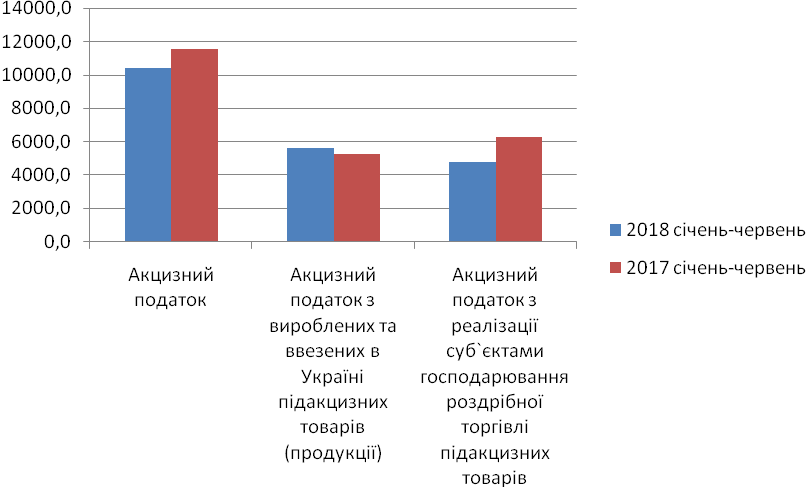 14000,0
12000,0
10000,0
8000,0
6000,0
4000,0
2000,0
0,0
Акцизний
податок
Акцизний
податок з
вироблених та
ввезених в
Україні
підакцизних
товарів
(продукції)
Акцизний
податок з
реалізації
суб`єктами
господарювання
роздрібної
торгівлі
підакцизних
товарів
2018 січень-червень
2017 січень-червень